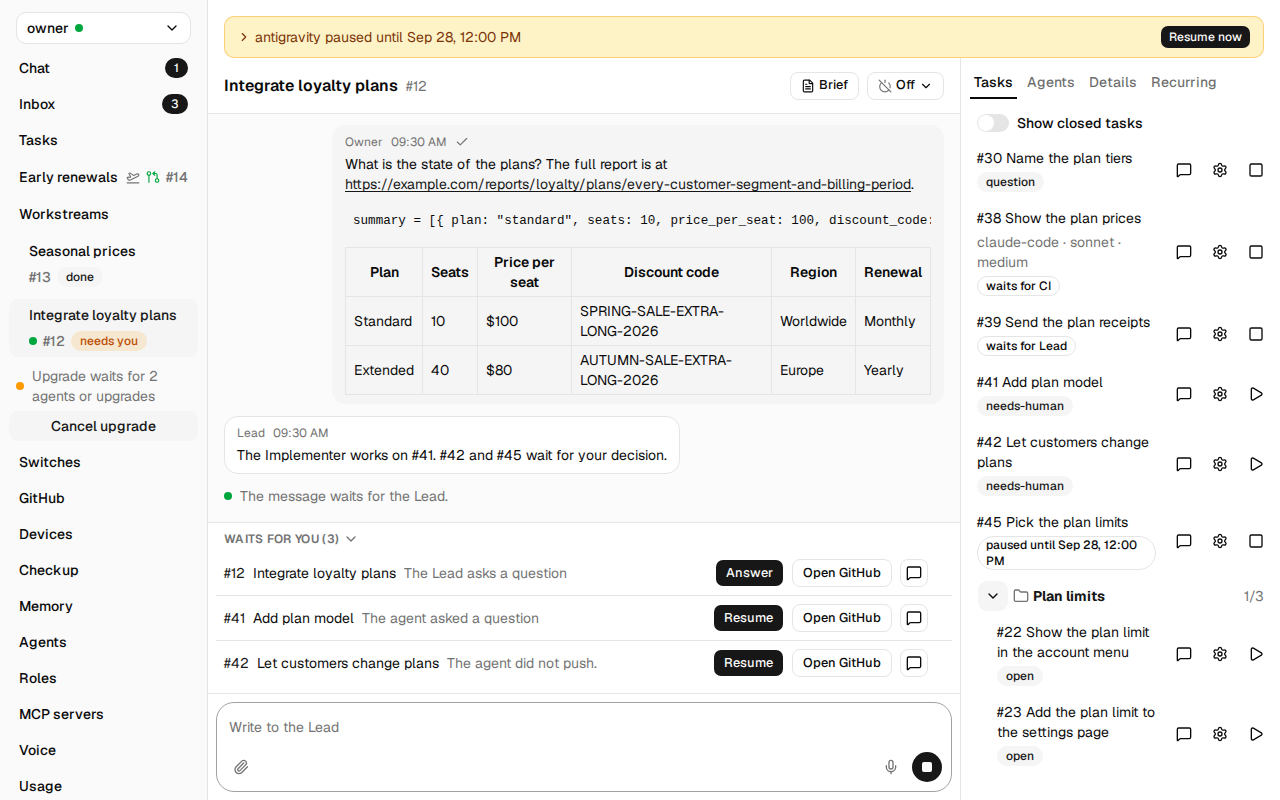 owner
Chat 1
Inbox 3
Tasks
Early renewals #14
Workstreams
Seasonal prices
#13 done
Integrate loyalty plans
#12 needs you
Upgrade waits for 2
agents or upgrades
Cancel upgrade
Switches
GitHub
Devices
Checkup
Memory
Agents
Roles
MCP servers
Voice
Usage
antigravity paused until Sep 28, 12:00 PM
Resume now
Integrate loyalty plans #12
Brief
Off
Owner 09:30 AM
What is the state of the plans? The full report is at
https://example.com/reports/loyalty/plans/every-customer-segment-and-billing-period.
summary = [{ plan: "standard", seats: 10, price_per_seat: 100, discount_code:
Plan Seats Price per seat Discount code Region Renewal
Standard 10 $100 SPRING-SALE-EXTRA-LONG-2026 Worldwide Monthly
Extended 40 $80 AUTUMN-SALE-EXTRA-LONG-2026 Europe Yearly
Lead 09:30 AM
The Implementer works on #41. #42 and #45 wait for your decision.
The message waits for the Lead.
WAITS FOR YOU (3)
#12 Integrate loyalty plans The Lead asks a question Answer Open GitHub
#41 Add plan model The agent asked a question Resume Open GitHub
#42 Let customers change plans The agent did not push. Resume Open GitHub
Write to the Lead
Tasks Agents Details Recurring
Show closed tasks
#30 Name the plan tiers
question
#38 Show the plan prices
claude-code · sonnet ·
medium
waits for CI
#39 Send the plan receipts
waits for Lead
#41 Add plan model
needs-human
#42 Let customers change
plans
needs-human
#45 Pick the plan limits
paused until Sep 28, 12:00
PM
Plan limits 1/3
#22 Show the plan limit
in the account menu
open
#23 Add the plan limit to
the settings page
open